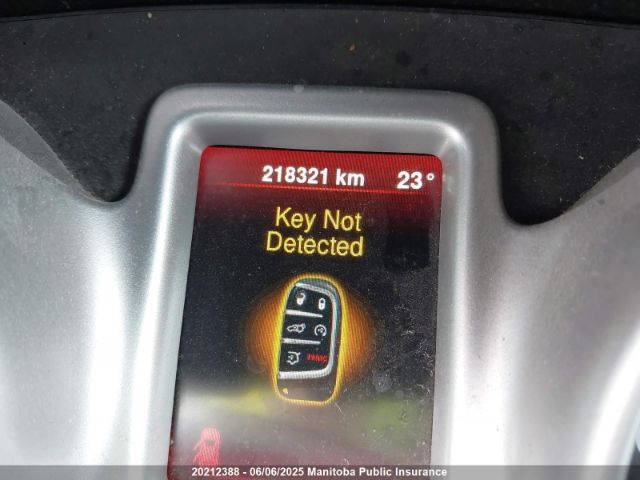 218321 km 23°
Key Not
Detected
PANIC
20212388 - 06/06/2025 Manitoba Public Insurance